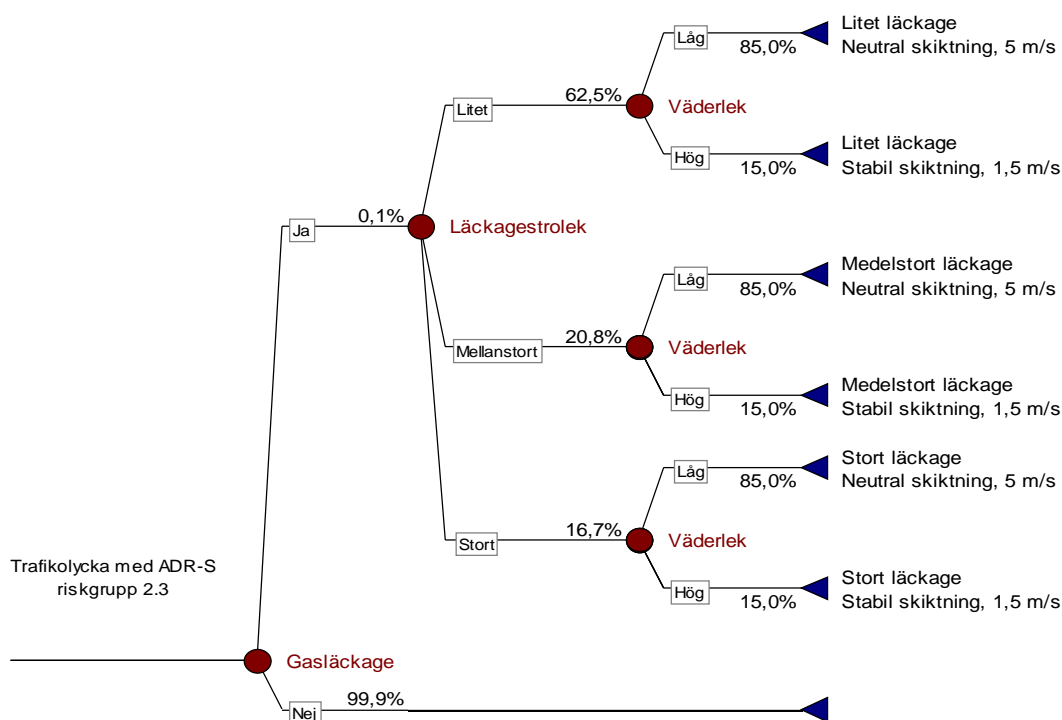 Låg
85,0%
Litet läckage
Neutral skiktning, 5 m/s
Litet
62,5%
Väderlek
Hög
15,0%
Litet läckage
Stabil skiktning, 1,5 m/s
Ja
0,1%
Läckagestrolek
Låg
85,0%
Medelstort läckage
Neutral skiktning, 5 m/s
Mellanstort
20,8%
Väderlek
Hög
15,0%
Medelstort läckage
Stabil skiktning, 1,5 m/s
Låg
85,0%
Stort läckage
Neutral skiktning, 5 m/s
Stort
16,7%
Väderlek
Hög
15,0%
Stort läckage
Stabil skiktning, 1,5 m/s
Trafikolycka med ADR-S
riskgrupp 2.3
Gasläckage
Nej
99,9%